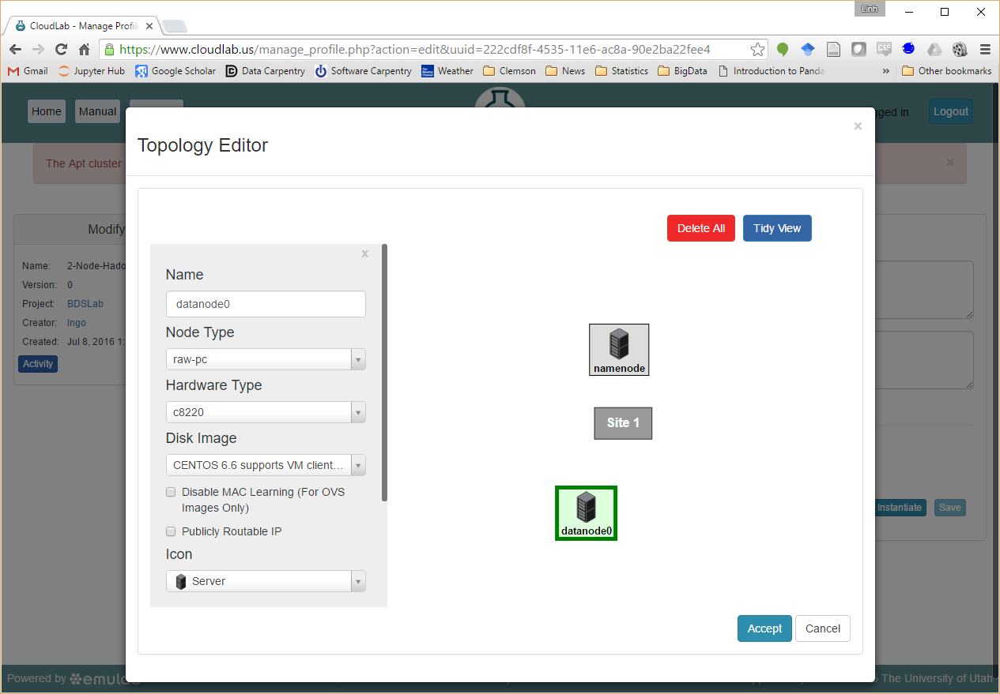 Linh
CloudLab - Manage Profil
https://www.cloudlab.us/manage_profile.php?action=edit&uuid=222cdf8f-4535-11e6-ac8a-90e2ba22fee4
CSF
Gmail
Jupyter Hub
Google Scholar
Data Carpentry
Software Carpentry
Weather
Clemson
News
Statistics
BigData
Introduction to Panda
»
Other bookmarks
Home
Manual
gged in
Logout
The Apt cluster
Topology Editor
Delete All
Tidy View
Modify
Name: 2-Node-Hado
Version: 0
Project: BDSLab
Creator: Ingo
Created: Jul 8, 2016 1:
Activity
Name
datanode0
Node Type
raw-pc
Hardware Type
c8220
Disk Image
CENTOS 6.6 supports VM client…
Disable MAC Learning (For OVS
Images Only)
Publicly Routable IP
Icon
Server
namenode
Site 1
datanode0
Instantiate
Save
Accept
Cancel
Powered by emulab
The University of Utah